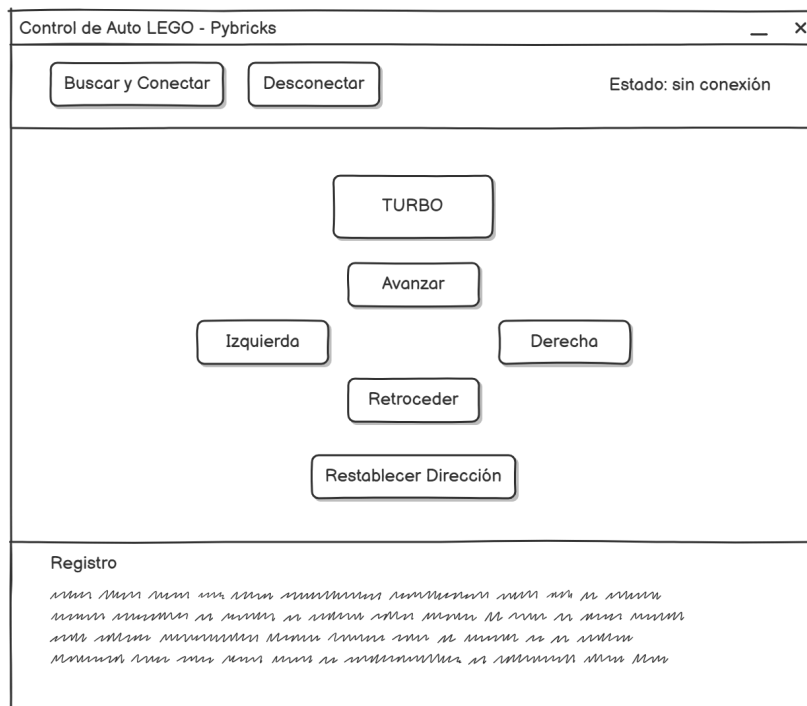 Control de Auto LEGO - Pybricks
Buscar y Conectar
Desconectar
Estado: sin conexión
TURBO
Avanzar
Izquierda
Derecha
Retroceder
Restablecer Dirección
Registro